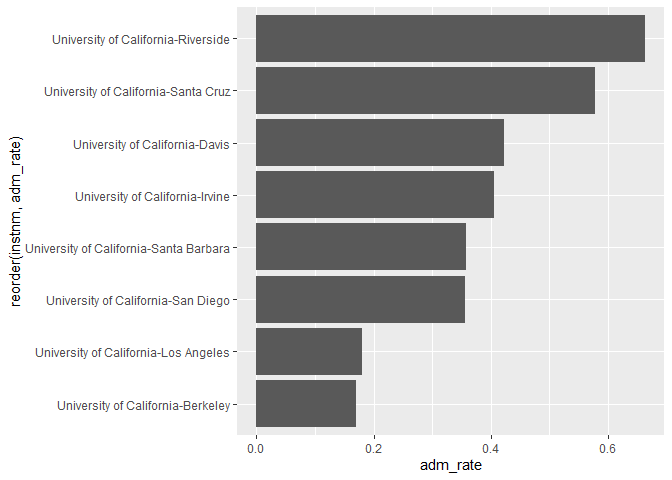 reorder(instnm, adm_rate)
University of California-Riverside
University of California-Santa Cruz
University of California-Davis
University of California-Irvine
University of California-Santa Barbara
University of California-San Diego
University of California-Los Angeles
University of California-Berkeley
0.0 0.2 0.4 0.6
adm_rate